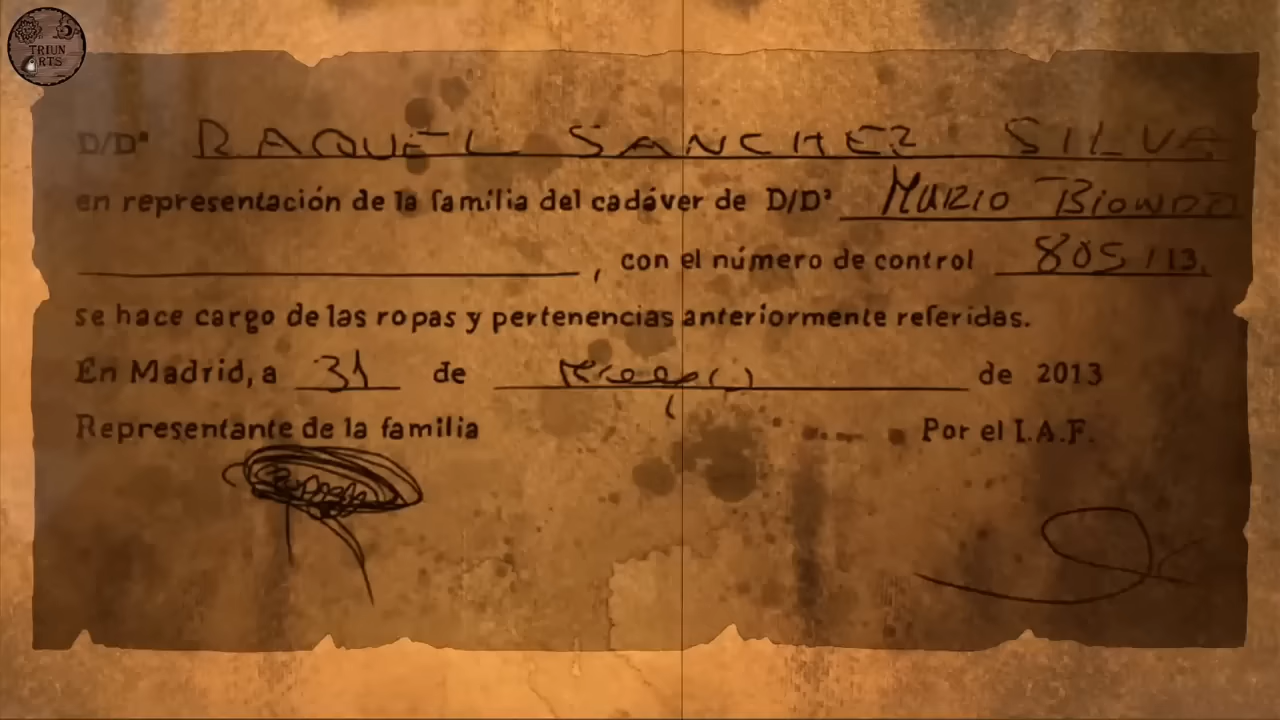 TRIUN
ARTS
D/Dª RAQUEL SANCHEZ SILVA
en representación de la familia del cadáver de D/Dª MARIO BIONDO
, con el número de control 805/13,
se hace cargo de las ropas y pertenencias anteriormente referidas.
En Madrid, a 31 de de 2013
Representante de la familia Por el I.A.F.